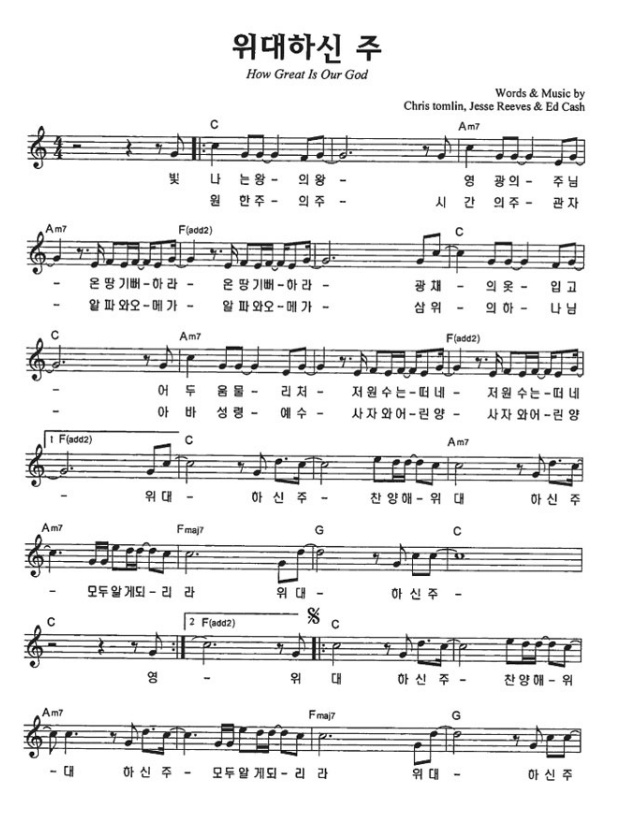 위대하신 주
How Great Is Our God
Words & Music by
Chris tomlin, Jesse Reeves & Ed Cash
C Am7
빛 나 는왕 - 의왕 - 영 광의 - 주님
원 한주 - 의주 - 시 간 의주 - 관자
Am7 F(add2) C
- 온 땅 기뻐 - 하라 - 온 땅 기뻐 - 하라 - 광채 - 의옷 - 입고
- 알 파 와오 - 메가 - 알 파 와오 - 메가 - 삼위 - 의하 - 나님
C Am7 F(add2)
- 어 두 움물 - 리처 - 저원수는 - 떠네 - 저원수는 - 떠네
- 아 바 성령 - 예수 - 사자와어 - 린양 - 사자와어 - 린양
1 F(add2) C Am7
- 위대 - 하 신주 - 찬양해 - 위 대 하 신 주
Am7 Fmaj7 G C
- 모두알게되 - 리 라 위 대 - 하 신주 -
C 2 F(add2) C
영 - 위 대 하 신주 - 찬양해 - 위
Am7 Fmaj7 G
- 대 하 신 주 - 모두알게되 - 리 라 위대 - 하 신주